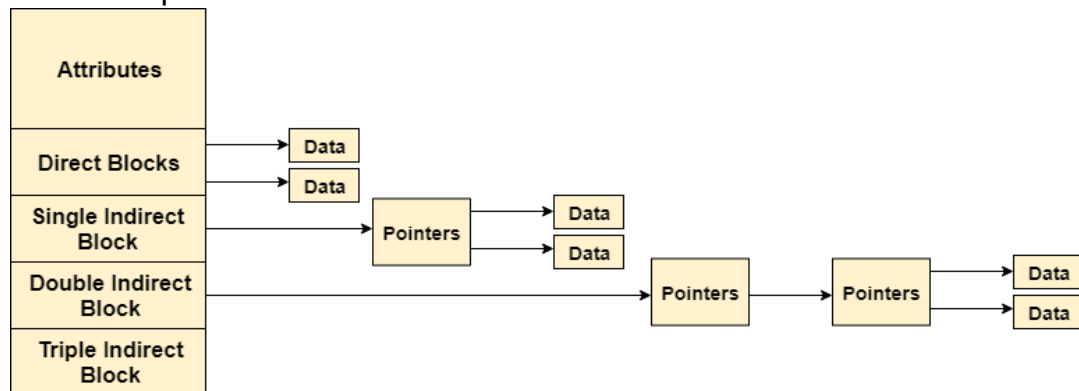 Attributes
Direct Blocks
Data
Data
Single Indirect
Block
Pointers
Data
Data
Double Indirect
Block
Pointers
Pointers
Data
Data
Triple Indirect
Block